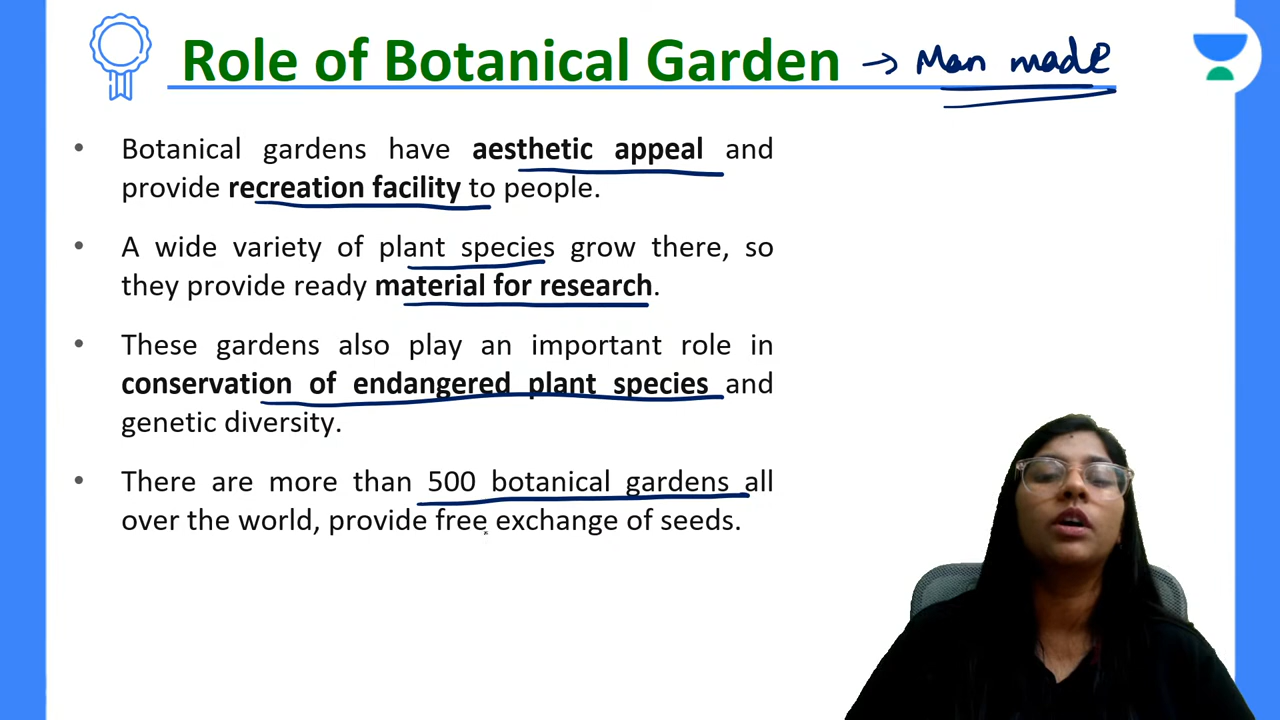 Role of Botanical Garden → Man made
• Botanical gardens have aesthetic appeal and
provide recreation facility to people.
• A wide variety of plant species grow there, so
they provide ready material for research.
• These gardens also play an important role in
conservation of endangered plant species and
genetic diversity.
• There are more than 500 botanical gardens all
over the world, provide free exchange of seeds.